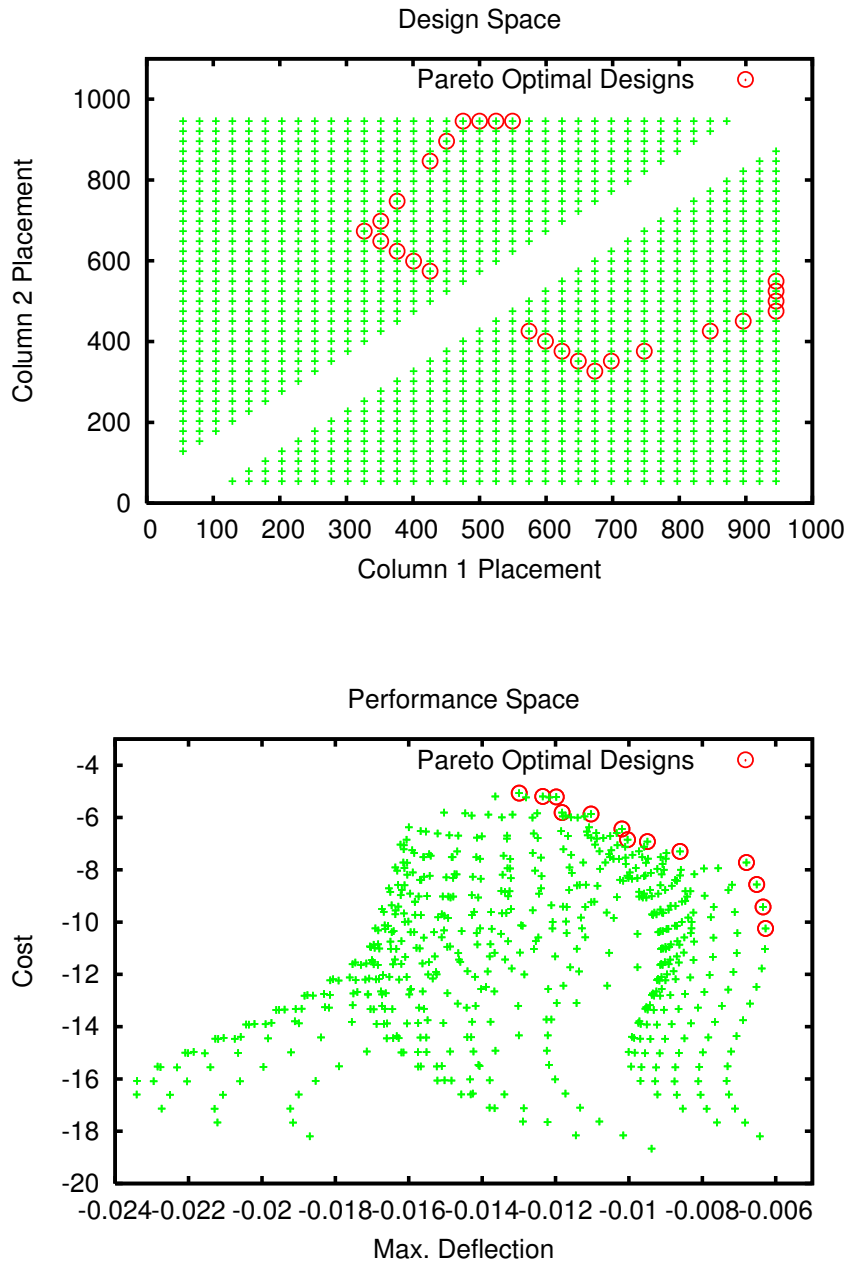 Design Space
Pareto Optimal Designs
1000
800
600
400
200
0
Column 2 Placement
0 100 200 300 400 500 600 700 800 900 1000
Column 1 Placement
Performance Space
Pareto Optimal Designs
-4
-6
-8
-10
-12
-14
-16
-18
-20
Cost
-0.024 -0.022 -0.02 -0.018 -0.016 -0.014 -0.012 -0.01 -0.008 -0.006
Max. Deflection